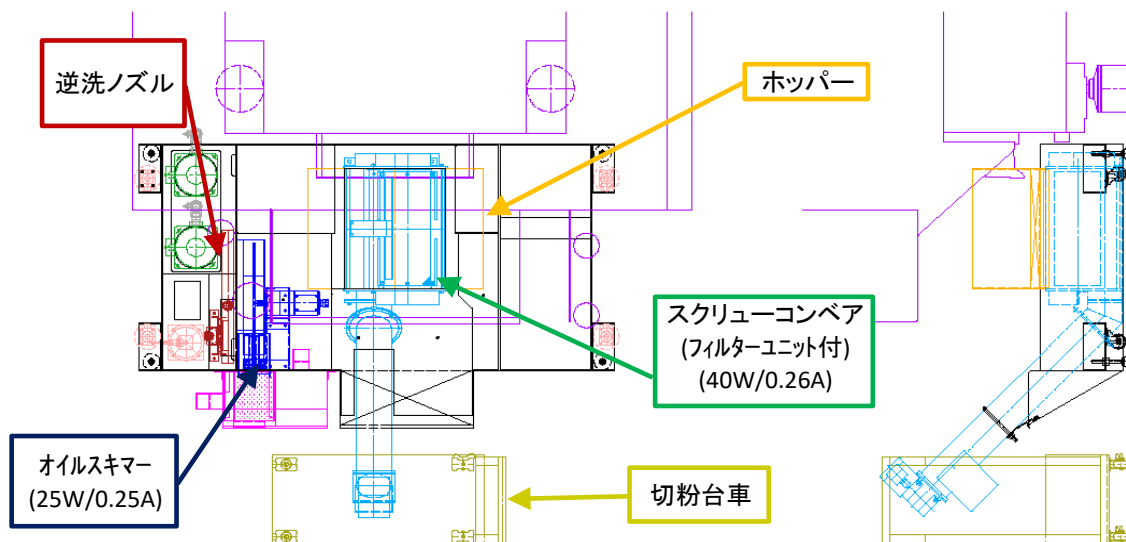 逆洗ノズル
ホッパー
スクリューコンベア
(フィルターユニット付)
(40W/0.26A)
オイルスキマー
(25W/0.25A)
切粉台車